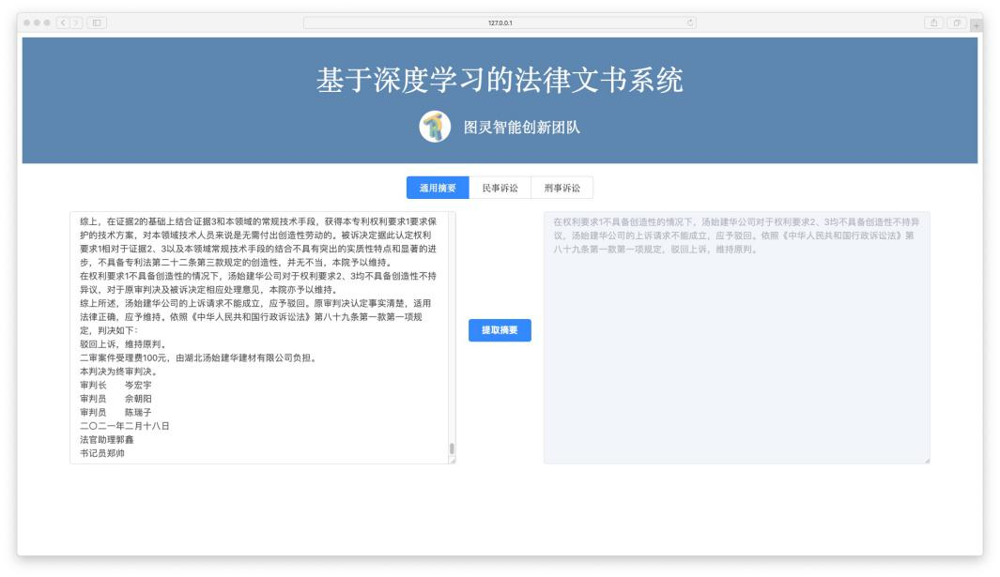 127.0.0.1
基于深度学习的法律文书系统
图灵智能创新团队
通用摘要 民事诉讼 刑事诉讼
综上，在证据2的基础上结合证据3和本领域的常规技术手段，获得本专利权利要求1要求保
护的技术方案，对本领域技术人员来说是无需付出创造性劳动的。被诉决定据此认定权利
要求1相对于证据2、3以及本领域常规技术手段的结合不具有突出的实质性特点和显著的进
步，不具备专利法第二十二条第三款规定的创造性，并无不当，本院予以维持。
在权利要求1不具备创造性的情况下，汤始建华公司对于权利要求2、3均不具备创造性不持
异议，对于原审判决及被诉决定相应处理意见，本院亦予以维持。
综上所述，汤始建华公司的上诉请求不能成立，应予驳回。原审判决认定事实清楚，适用
法律正确，应予维持。依照《中华人民共和国行政诉讼法》第八十九条第一款第一项规
定，判决如下：
驳回上诉，维持原判。
二审案件受理费100元，由湖北汤始建华建材有限公司负担。
本判决为终审判决。
审判长 岑宏宇
审判员 佘朝阳
审判员 陈瑞子
二〇二一年二月十八日
法官助理郭鑫
书记员郑帅
提取摘要
在权利要求1不具备创造性的情况下，汤始建华公司对于权利要求2、3均不具备创造性不持异
议，汤始建华公司的上诉请求不能成立，应予驳回。依照《中华人民共和国行政诉讼法》第
八十九条第一款第一项规定，驳回上诉，维持原判。